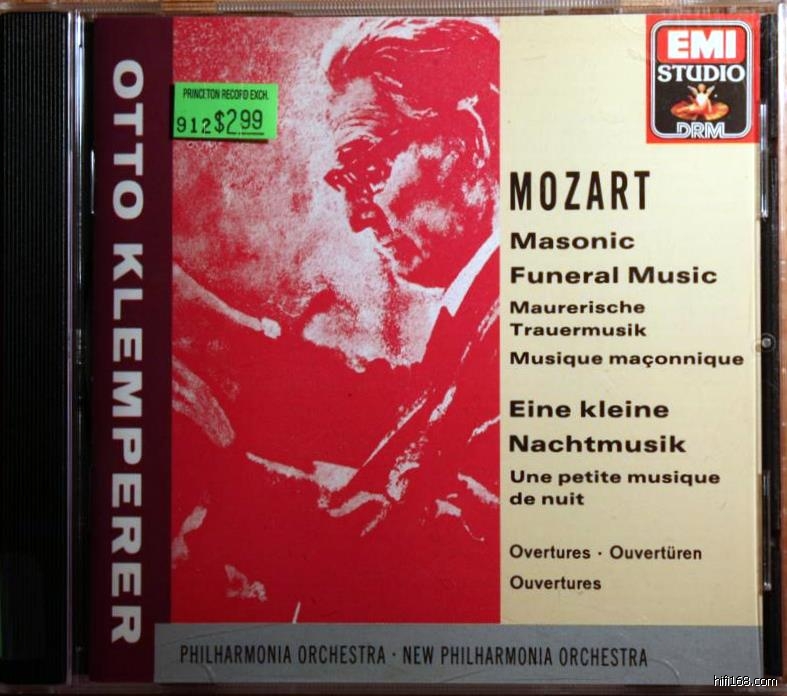 OTTO KLEMPERER
PRINCETON RECORD EXCH.
912 $2.99
EMI
STUDIO
DRM
MOZART
Masonic
Funeral Music
Maurerische
Trauermusik
Musique maçonnique
Eine kleine
Nachtmusik
Une petite musique
de nuit
Overtures · Ouvertüren
Ouvertures
PHILHARMONIA ORCHESTRA · NEW PHILHARMONIA ORCHESTRA
hifi168.com